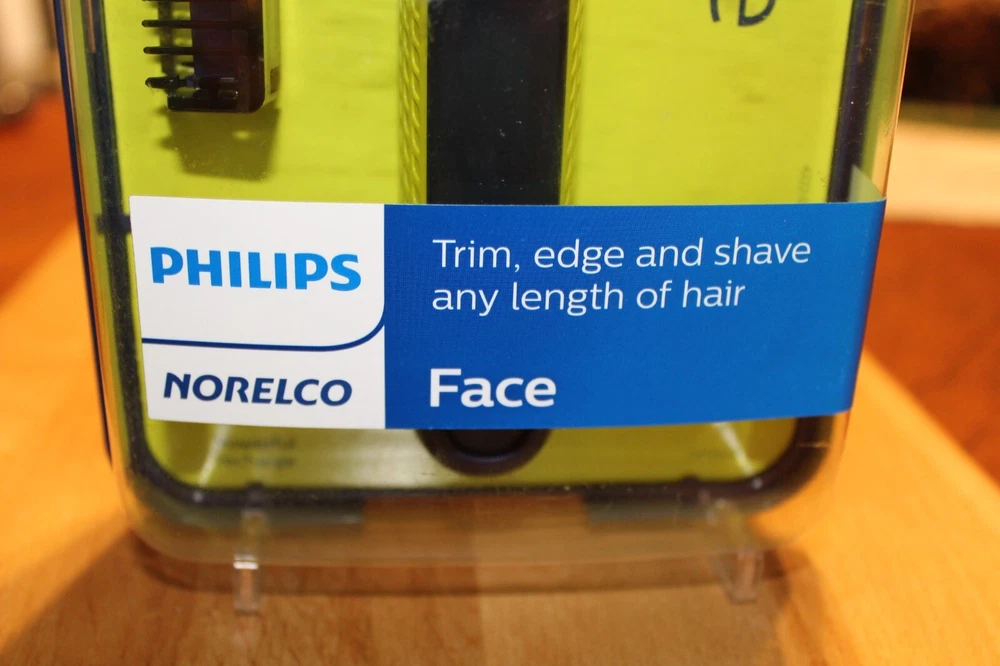 PHILIPS
NORELCO
Trim, edge and shave
any length of hair
Face